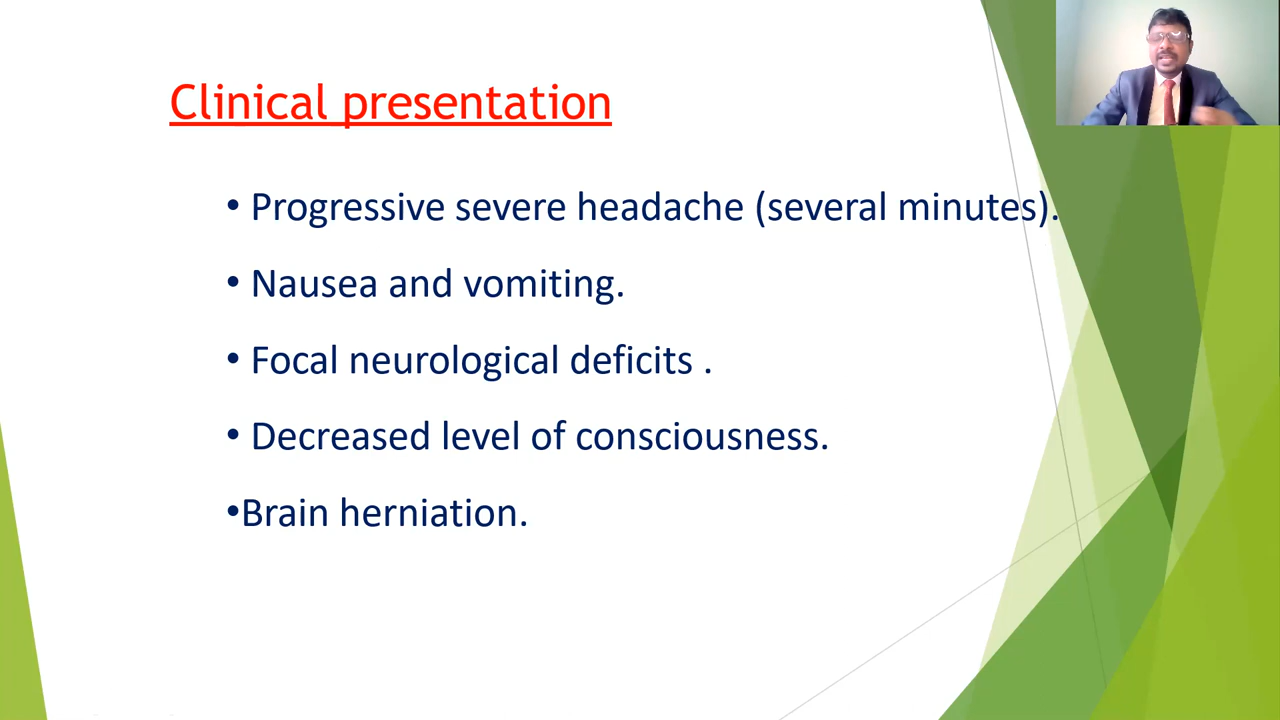 Clinical presentation
• Progressive severe headache (several minutes).
• Nausea and vomiting.
• Focal neurological deficits .
• Decreased level of consciousness.
•Brain herniation.